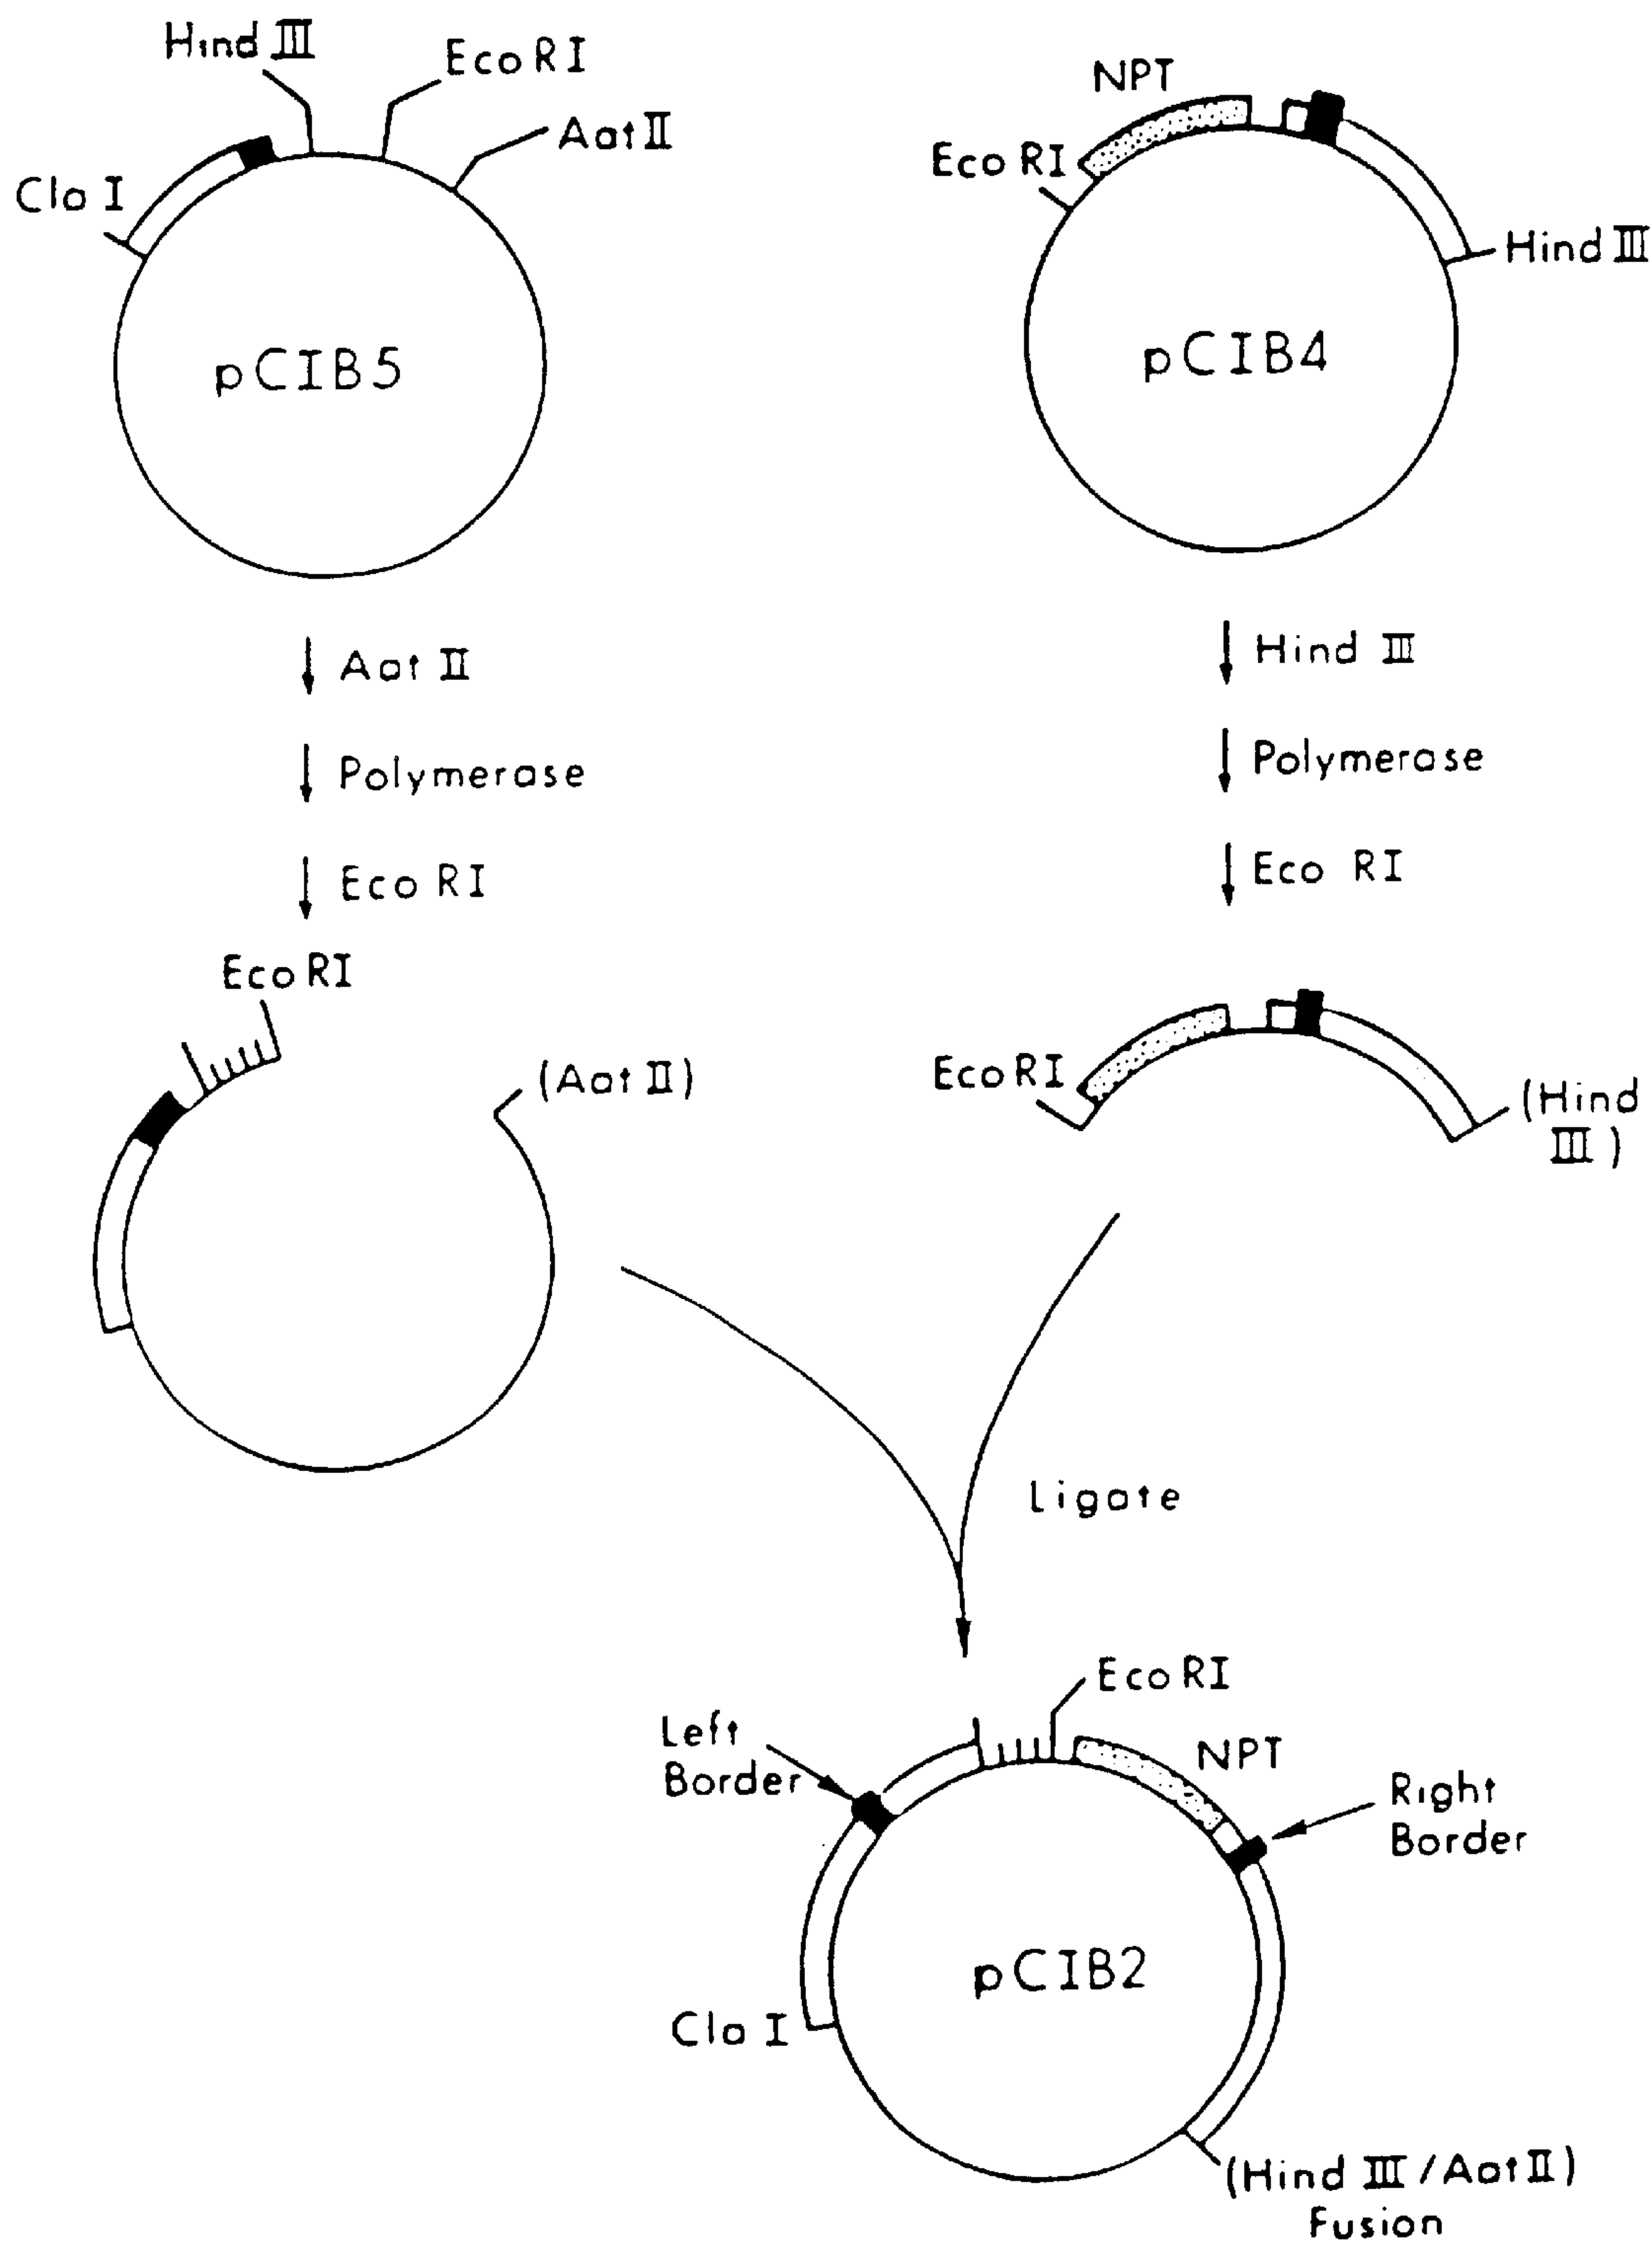 Hind III
Eco RI
Aat II
Cla I
pCIB5
NPT
Eco RI
Hind III
pCIB4
Aat II
Polymerase
Eco RI
Hind III
Polymerase
Eco RI
Eco RI
(Aat II)
Eco RI
(Hind
III)
Ligate
Eco RI
Left
Border
NPT
Right
Border
pCIB2
Cla I
(Hind III/Aat II)
Fusion